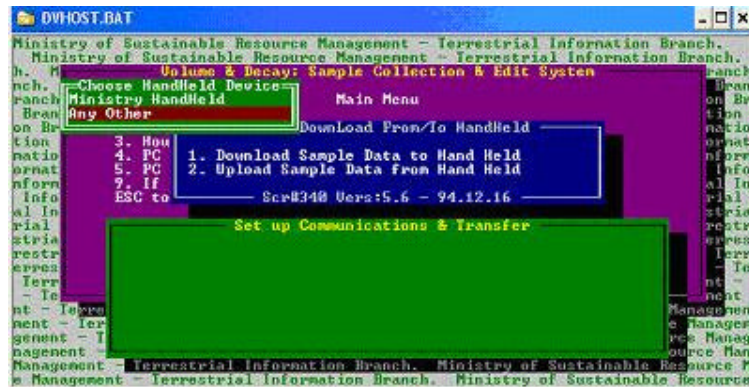 DVHOST.BAT
Ministry of Sustainable Resource Management - Terrestrial Information Branch.
Ministry of Sustainable Resource Management - Terrestrial Information Branch.
Volume & Decay: Sample Collection & Edit System
Choose HandHeld Device
Ministry HandHeld
Any Other
Main Menu
DownLoad From/To HandHeld
3. Hou
4. PC
5. PC
9. If
ESC to
1. Download Sample Data to Hand Held
2. Upload Sample Data from Hand Held
Scr#340 Vers:5.6 - 94.12.16
Set up Communications & Transfer
Management - Terrestrial Information Branch. Ministry of Sustainable Resource
e Management - Terrestrial Information Branch. Ministry of Sustainable Resourc